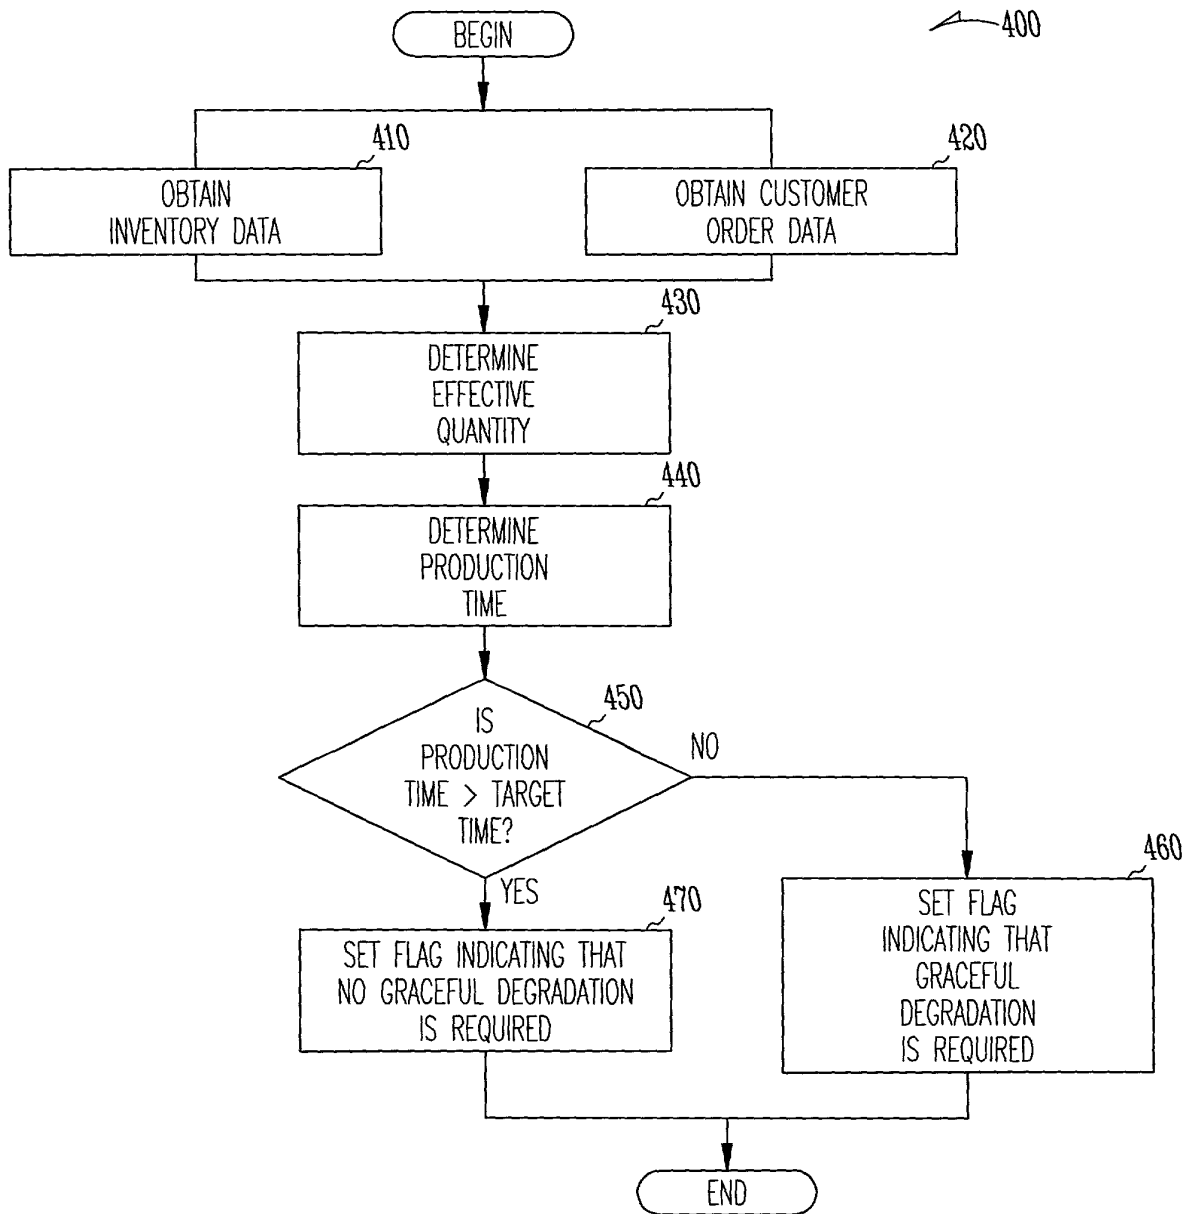 BEGIN
400
410
OBTAIN
INVENTORY DATA
420
OBTAIN CUSTOMER
ORDER DATA
430
DETERMINE
EFFECTIVE
QUANTITY
440
DETERMINE
PRODUCTION
TIME
450
IS
PRODUCTION
TIME > TARGET
TIME?
NO
YES
460
SET FLAG
INDICATING THAT
GRACEFUL
DEGRADATION
IS REQUIRED
470
SET FLAG INDICATING THAT
NO GRACEFUL DEGRADATION
IS REQUIRED
END